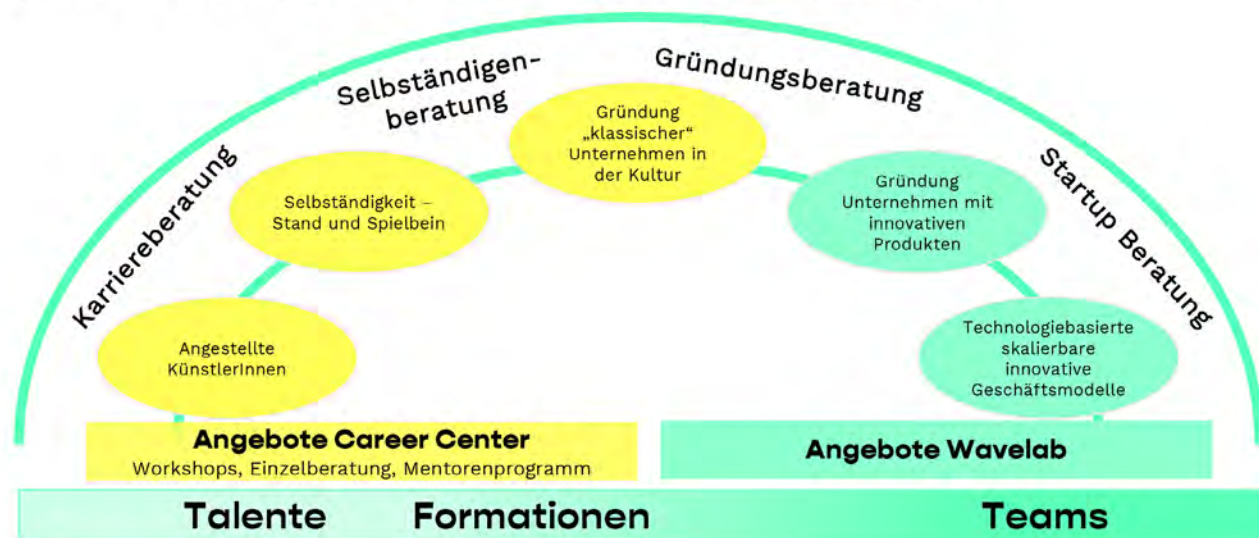 Karriereberatung
Selbständigen-
beratung
Gründungsberatung
Startup Beratung
Angestellte
KünstlerInnen
Selbständigkeit –
Stand und Spielbein
Gründung
„klassischer“
Unternehmen in
der Kultur
Gründung
Unternehmen mit
innovativen
Produkten
Technologiebasierte
skalierbare
innovative
Geschäftsmodelle
Angebote Career Center
Workshops, Einzelberatung, Mentorenprogramm
Angebote Wavelab
Talente Formationen Teams